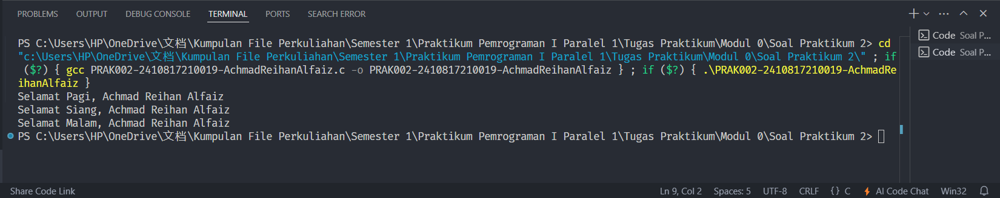 PROBLEMS OUTPUT DEBUG CONSOLE TERMINAL PORTS SEARCH ERROR
PS C:\Users\HP\OneDrive\文档\Kumpulan File Perkuliahan\Semester 1\Praktikum Pemrograman I Paralel 1\Tugas Praktikum\Modul 0\Soal Praktikum 2> cd
"c:\Users\HP\OneDrive\文档\Kumpulan File Perkuliahan\Semester 1\Praktikum Pemrograman I Paralel 1\Tugas Praktikum\Modul 0\Soal Praktikum 2\" ; if
($?) { gcc PRAK002-2410817210019-AchmadReihanAlfaiz.c -o PRAK002-2410817210019-AchmadReihanAlfaiz } ; if ($?) { .\PRAK002-2410817210019-AchmadRe
ihanAlfaiz }
Selamat Pagi, Achmad Reihan Alfaiz
Selamat Siang, Achmad Reihan Alfaiz
Selamat Malam, Achmad Reihan Alfaiz
PS C:\Users\HP\OneDrive\文档\Kumpulan File Perkuliahan\Semester 1\Praktikum Pemrograman I Paralel 1\Tugas Praktikum\Modul 0\Soal Praktikum 2>
Code Soal P...
Code Soal P...
Share Code Link Ln 9, Col 2 Spaces: 5 UTF-8 CRLF {} C AI Code Chat Win32